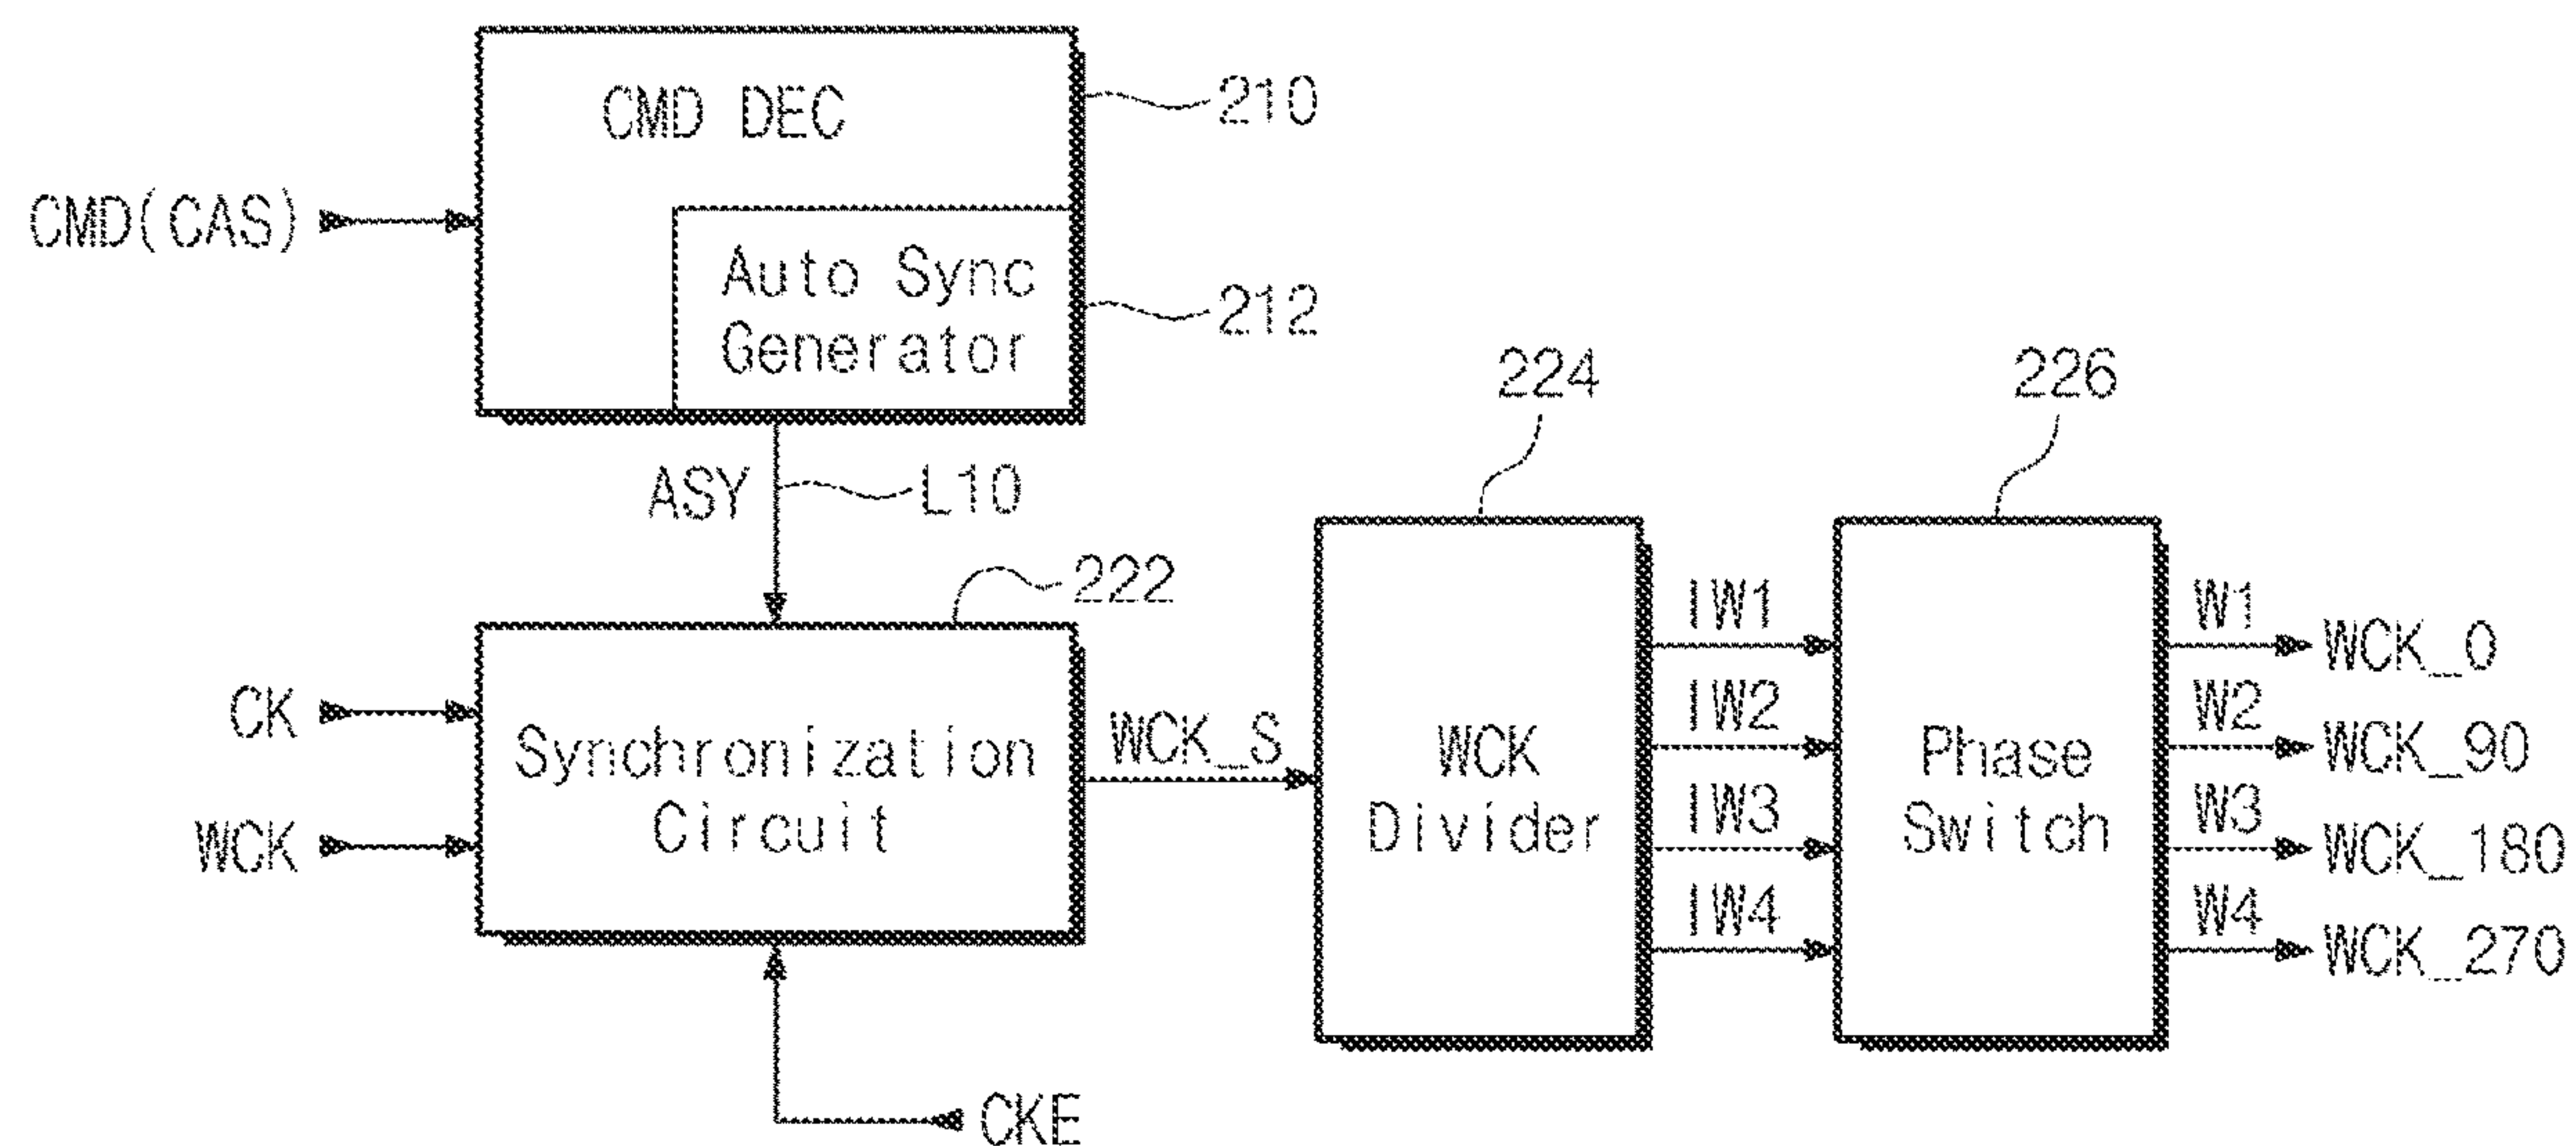 CMD DEC
210
CMD(CAS)
Auto Sync
Generator
212
224
226
ASY
L10
222
IW1
W1
WCK_0
CK
WCK_S
IW2
W2
WCK_90
Synchronization
Circuit
WCK
Divider
Phase
Switch
WCK
IW3
W3
WCK_180
IW4
W4
WCK_270
CKE